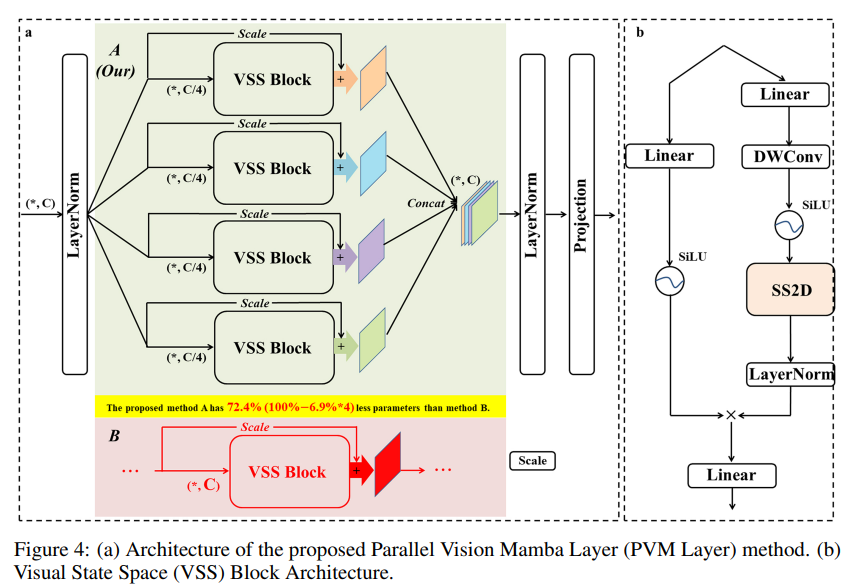 a
A
(Our)
Scale
VSS Block
(*, C/4)
+
Scale
VSS Block
(*, C/4)
+
Scale
VSS Block
(*, C/4)
+
Scale
VSS Block
(*, C/4)
+
(*, C)
LayerNorm
(*, C)
Concat
LayerNorm
Projection
The proposed method A has 72.4% (100%−6.9%*4) less parameters than method B.
B
Scale
...
VSS Block
+
...
(*, C)
Scale
b
Linear
Linear
DWConv
SiLU
SiLU
SS2D
LayerNorm
×
Linear
Figure 4: (a) Architecture of the proposed Parallel Vision Mamba Layer (PVM Layer) method. (b)
Visual State Space (VSS) Block Architecture.